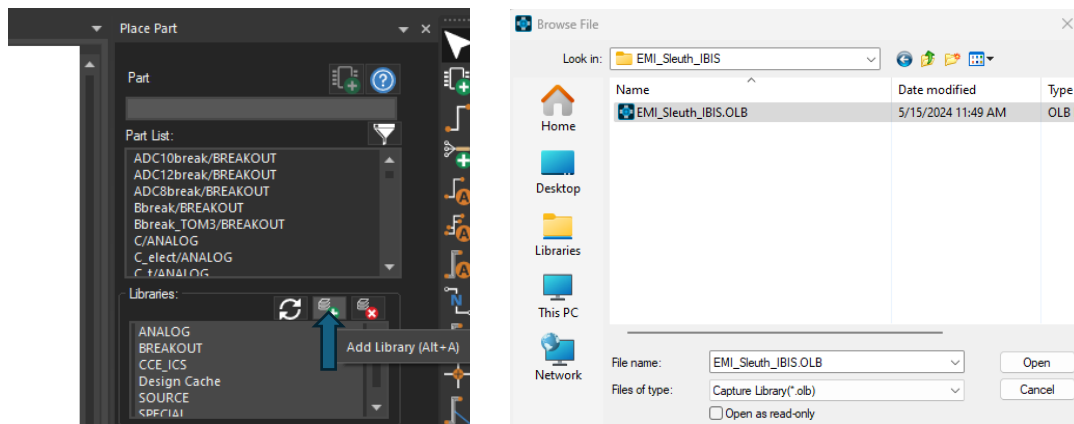 Place Part
Part
Part List:
ADC10break/BREAKOUT
ADC12break/BREAKOUT
ADC8break/BREAKOUT
Bbreak/BREAKOUT
Bbreak_TOM3/BREAKOUT
C/ANALOG
C_elect/ANALOG
C_t/ANALOG
Libraries:
ANALOG
BREAKOUT
CCE_ICS
Design Cache
SOURCE
SPECIAL
Add Library (Alt+A)
A
A
A
N
Browse File
Look in:
EMI_Sleuth_IBIS
Name
Date modified
Type
EMI_Sleuth_IBIS.OLB
5/15/2024 11:49 AM
OLB
Home
Desktop
Libraries
This PC
Network
File name:
EMI_Sleuth_IBIS.OLB
Open
Files of type:
Capture Library(*.olb)
Cancel
Open as read-only